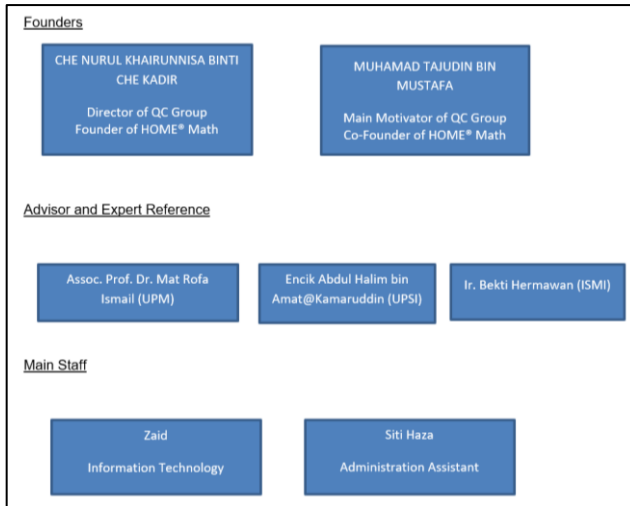 Founders
CHE NURUL KHAIRUNNISA BINTI
CHE KADIR
Director of QC Group
Founder of HOME® Math
MUHAMAD TAJUDIN BIN
MUSTAFA
Main Motivator of QC Group
Co-Founder of HOME® Math
Advisor and Expert Reference
Assoc. Prof. Dr. Mat Rofa
Ismail (UPM)
Encik Abdul Halim bin
Amat@Kamaruddin (UPSI)
Ir. Bekti Hermawan (ISMI)
Main Staff
Zaid
Information Technology
Siti Haza
Administration Assistant